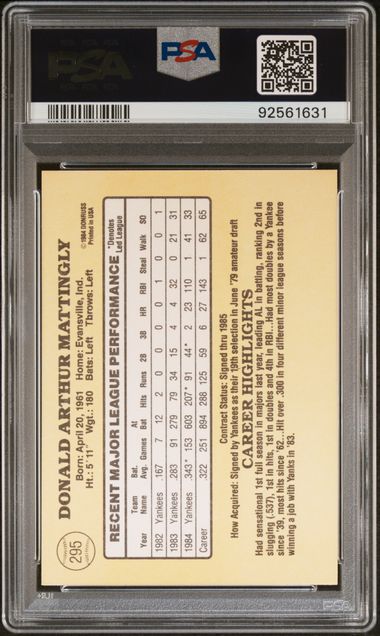 PSA
PSA
92561631
295
DONALD ARTHUR MATTINGLY
© 1984 DONRUSS
Printed in USA
Born: April 20, 1961 Home: Evansville, Ind.
Ht.: 5'11" Wgt.: 180 Bats: Left Throws: Left
RECENT MAJOR LEAGUE PERFORMANCE *Denotes Led League
Year Team Name Bat. Avg. Games At Bat Hits Runs 2B 3B HR RBI Steal Walk SO
1982 Yankees .167 7 12 2 0 0 0 0 1 0 0 1
1983 Yankees .283 91 279 79 34 15 4 4 32 0 21 31
1984 Yankees .343* 153 603 207* 91 44* 2 23 110 1 41 33
Career .322 251 894 288 125 59 6 27 143 1 62 65
Contract Status: Signed thru 1985
How Acquired: Signed by Yankees as their 19th selection in June '79 amateur draft
CAREER HIGHLIGHTS
Had sensational 1st full season in majors last year, leading AL in batting, ranking 2nd in
slugging (.537), 1st in hits, 1st in doubles and 4th in RBI...Had most doubles by a Yankee
since '39, most hits since '62...Hit over .300 in four different minor league seasons before
winning a job with Yanks in '83.